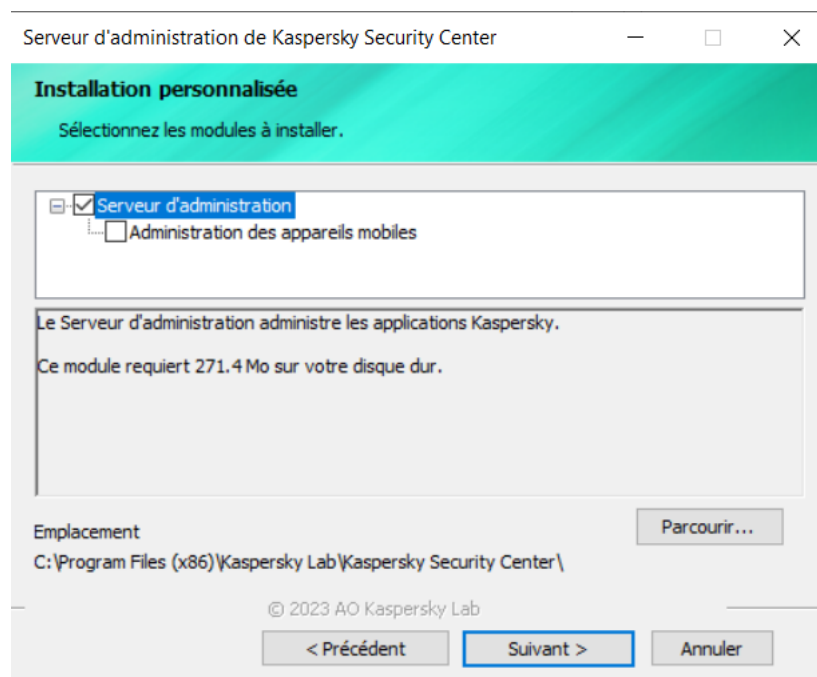 Serveur d'administration de Kaspersky Security Center
Installation personnalisée
Sélectionnez les modules à installer.
Serveur d'administration
Administration des appareils mobiles
Le Serveur d'administration administre les applications Kaspersky.
Ce module requiert 271.4 Mo sur votre disque dur.
Emplacement
Parcourir...
C:\Program Files (x86)\Kaspersky Lab\Kaspersky Security Center\
© 2023 AO Kaspersky Lab
< Précédent
Suivant >
Annuler